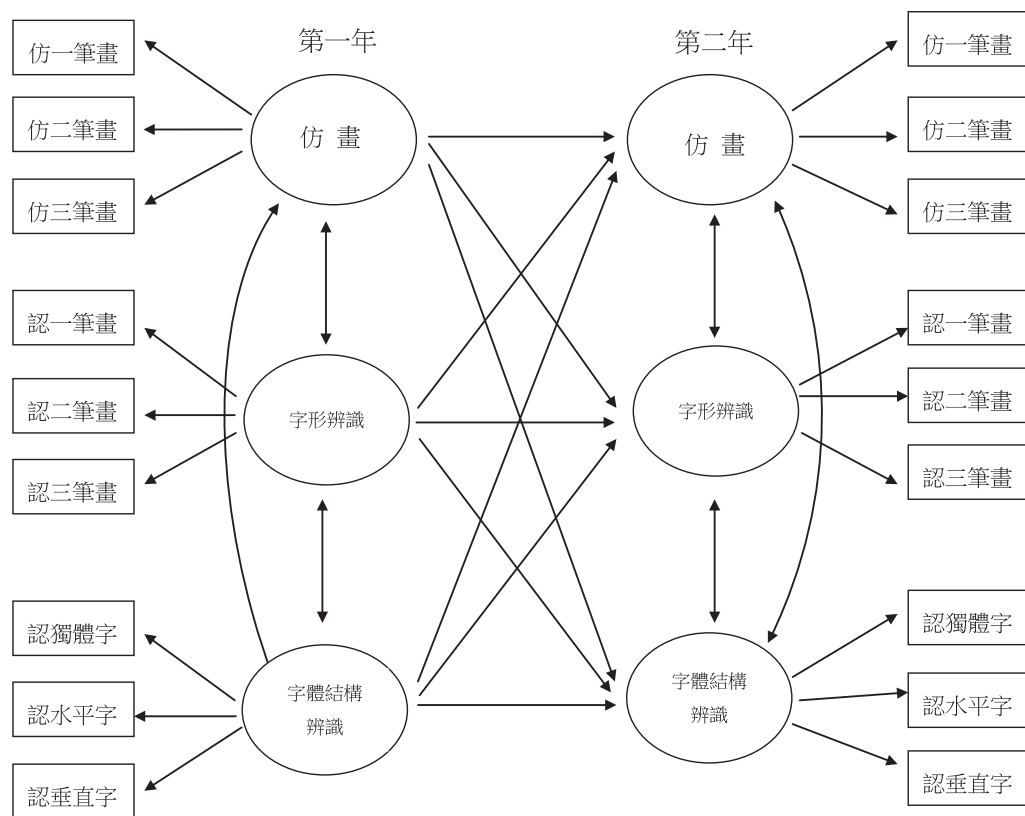 第一年
第二年
仿一筆畫
仿二筆畫
仿三筆畫
仿 畫
仿 畫
仿一筆畫
仿二筆畫
仿三筆畫
認一筆畫
認二筆畫
認三筆畫
字形辨識
字形辨識
認一筆畫
認二筆畫
認三筆畫
認獨體字
認水平字
認垂直字
字體結構
辨識
字體結構
辨識
認獨體字
認水平字
認垂直字